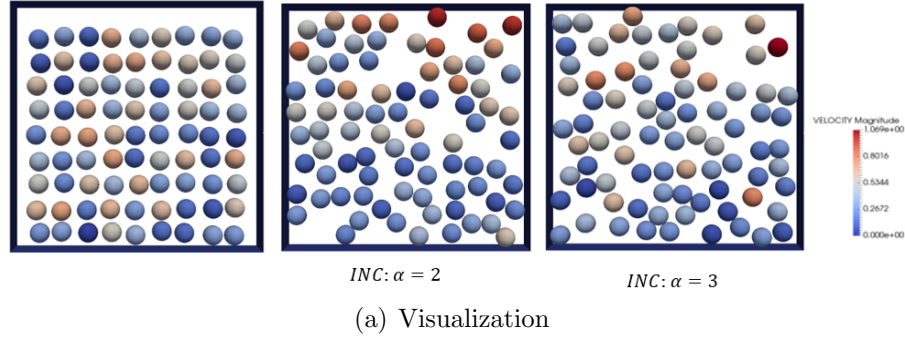 VELOCITY Magnitude
1.069e+00
0.8016
0.5344
0.2672
0.000e+00
INC: α = 2
INC: α = 3
(a) Visualization